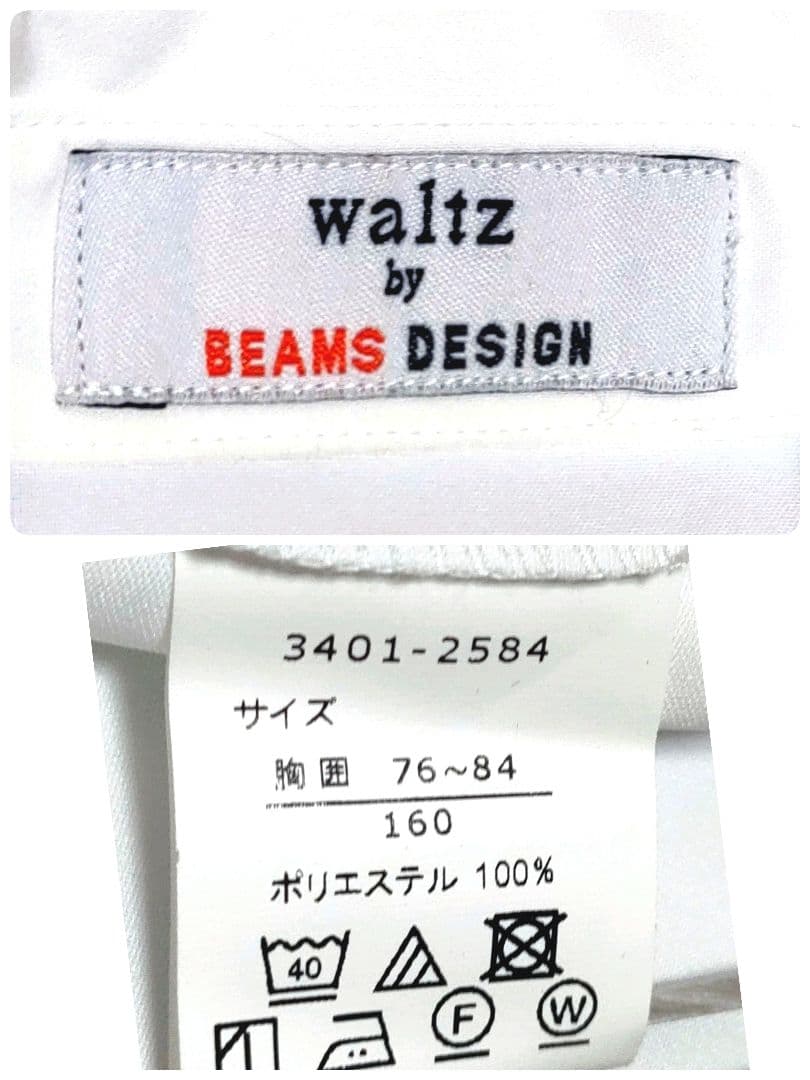 waltz
by
BEAMS DESIGN
3401-2584
サイズ
胸囲 76~84
160
ポリエステル 100%
40
F W